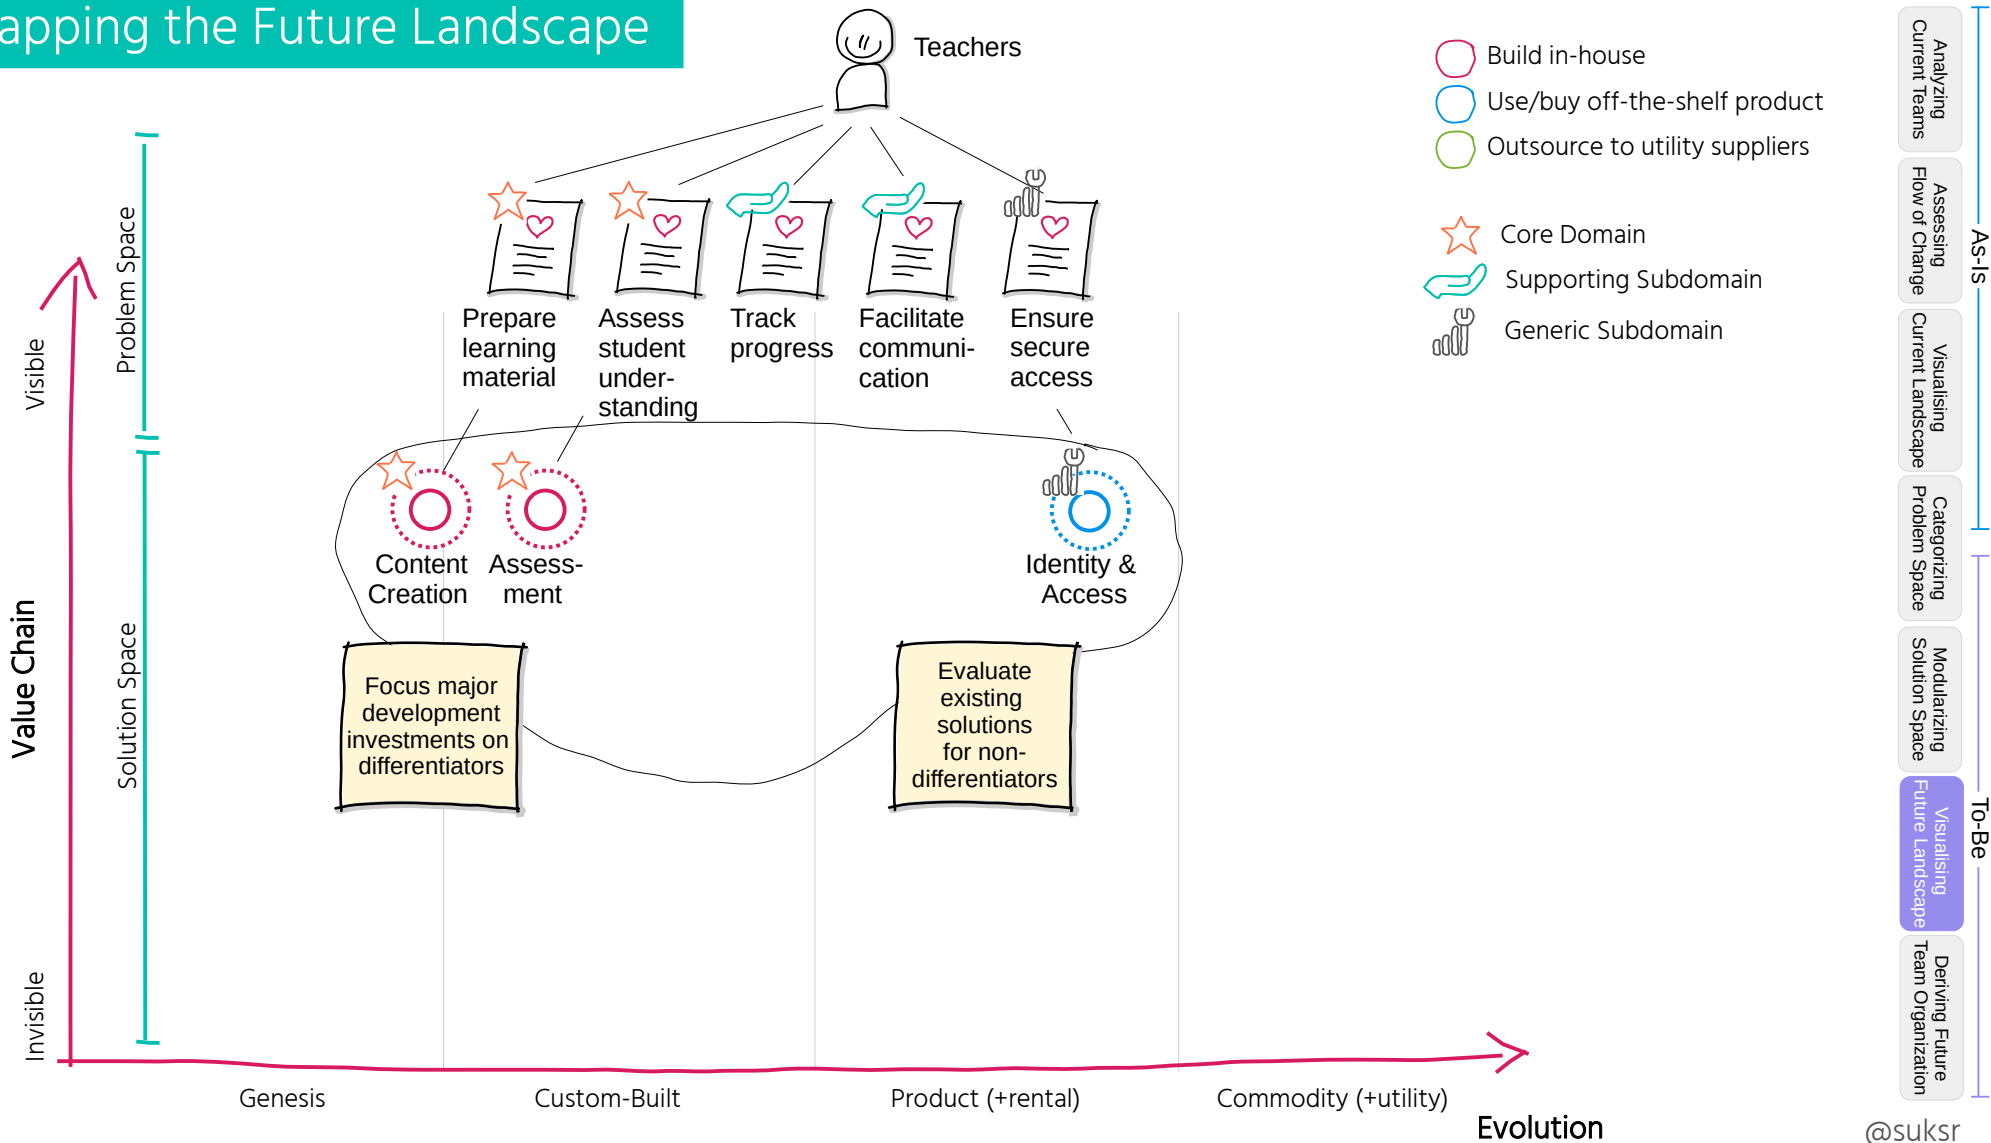 apping the Future Landscape
Teachers
Build in-house
Use/buy off-the-shelf product
Outsource to utility suppliers
Core Domain
Supporting Subdomain
Generic Subdomain
Prepare
learning
material
Assess
student
under-
standing
Track
progress
Facilitate
communi-
cation
Ensure
secure
access
Content
Creation
Assess-
ment
Identity &
Access
Focus major
development
investments on
differentiators
Evaluate
existing
solutions
for non-
differentiators
Value Chain
Visible
Invisible
Problem Space
Solution Space
Genesis
Custom-Built
Product (+rental)
Commodity (+utility)
Evolution
Analyzing
Current Teams
Assessing
Flow of Change
Visualising
Current Landscape
Categorizing
Problem Space
Modularizing
Solution Space
Visualising
Future Landscape
Deriving Future
Team Organization
As-Is
To-Be
@suksr